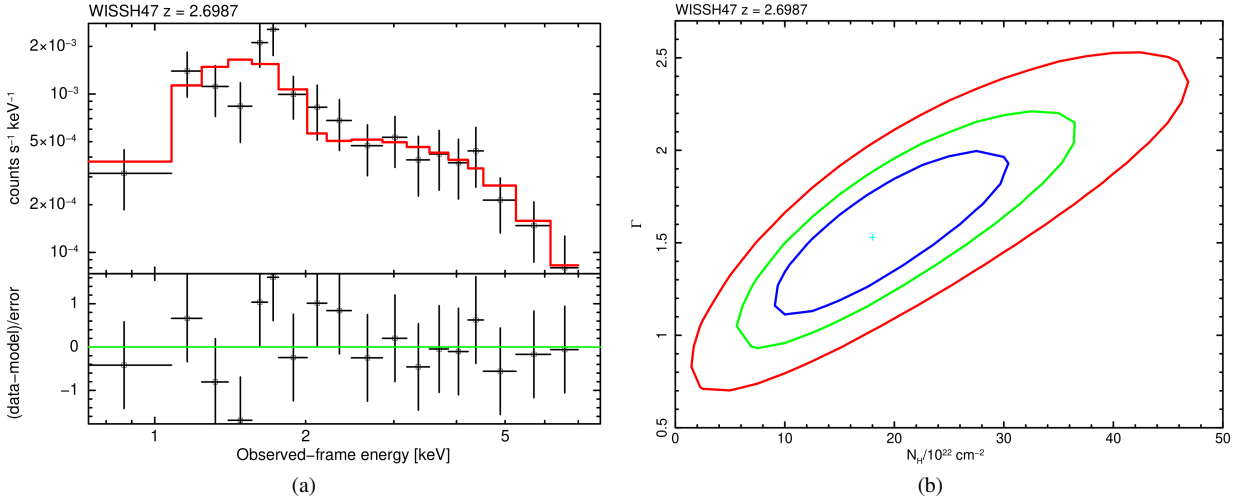 WISSH47 z = 2.6987
2×10⁻³
10⁻³
5×10⁻⁴
2×10⁻⁴
10⁻⁴
counts s⁻¹ keV⁻¹
1
0
−1
(data−model)/error
1
2
5
Observed−frame energy [keV]
(a)
WISSH47 z = 2.6987
2.5
2
1.5
1
0.5
Γ
0
10
20
30
40
50
N_H/10²² cm⁻²
(b)